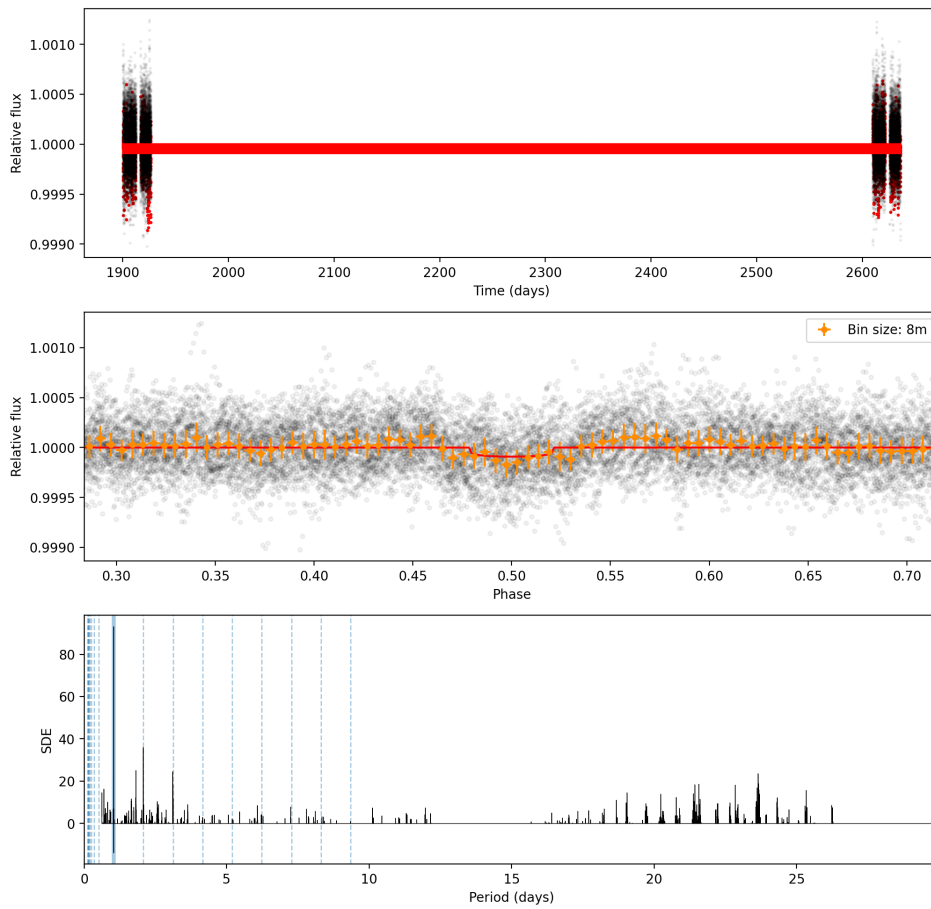 1.0010
1.0005
1.0000
0.9995
0.9990
Relative flux
1900 2000 2100 2200 2300 2400 2500 2600
Time (days)
Bin size: 8m
1.0010
1.0005
1.0000
0.9995
0.9990
Relative flux
0.30 0.35 0.40 0.45 0.50 0.55 0.60 0.65 0.70
Phase
80
60
40
20
0
SDE
0 5 10 15 20 25
Period (days)